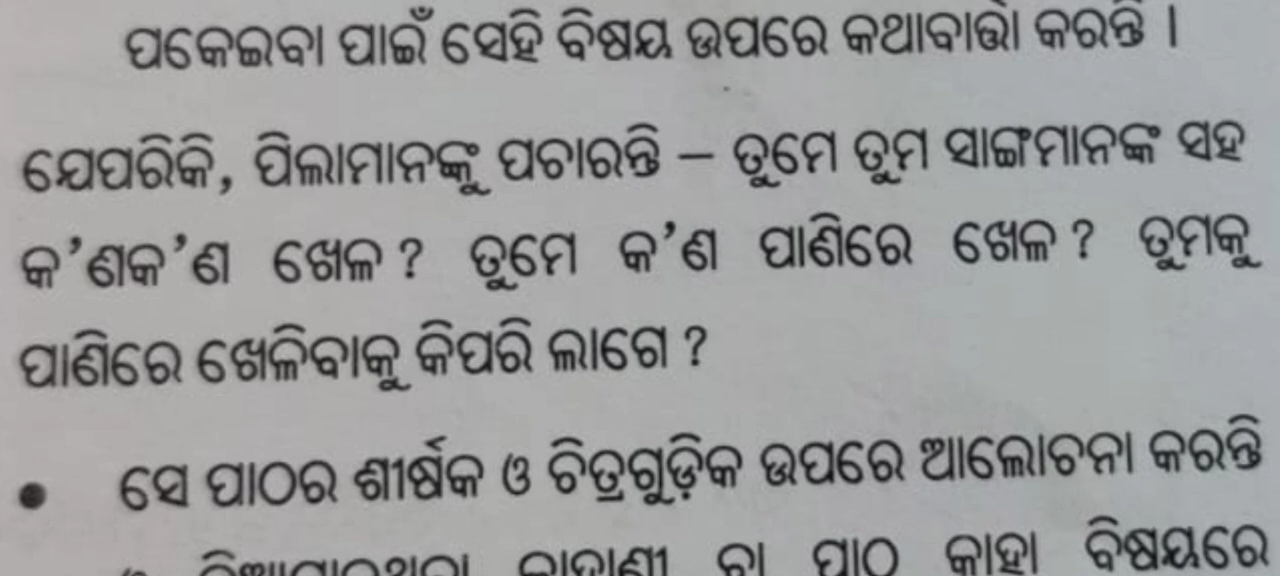 ପକେଇବା ପାଇଁ ସେହି ବିଷୟ ଉପରେ କଥାବାର୍ତ୍ତା କରନ୍ତି ।
ଯେପରିକି, ପିଲାମାନଙ୍କୁ ପଚାରନ୍ତି – ତୁମେ ତୁମ ସାଙ୍ଗମାନଙ୍କ ସହ
କ’ଣକ’ଣ ଖେଳ ? ତୁମେ କ’ଣ ପାଣିରେ ଖେଳ ? ତୁମକୁ
ପାଣିରେ ଖେଳିବାକୁ କିପରି ଲାଗେ ?
• ସେ ପାଠର ଶୀର୍ଷକ ଓ ଚିତ୍ରଗୁଡ଼ିକ ଉପରେ ଆଲୋଚନା କରନ୍ତି
ଓ କାହାଣୀ ବା ପାଠ କାହା ବିଷୟରେ